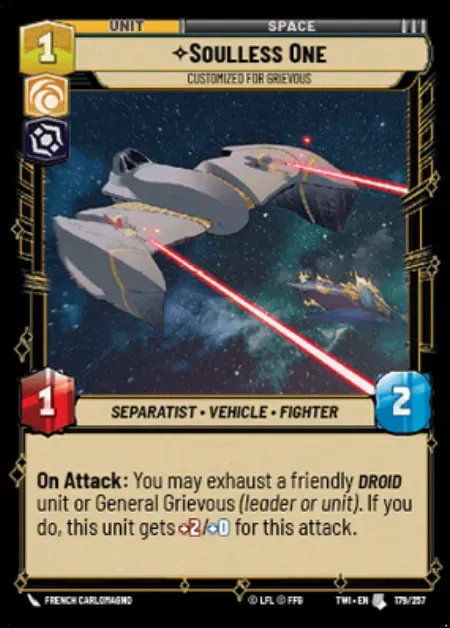 UNIT
SPACE
1
SOULLESS ONE
CUSTOMIZED FOR GRIEVOUS
1
SEPARATIST • VEHICLE • FIGHTER
2
On Attack: You may exhaust a friendly DROID
unit or General Grievous (leader or unit). If you
do, this unit gets +2/+0 for this attack.
FRENCH CARLOMAGNO
© LFL © FFG
TWI • EN
179/257